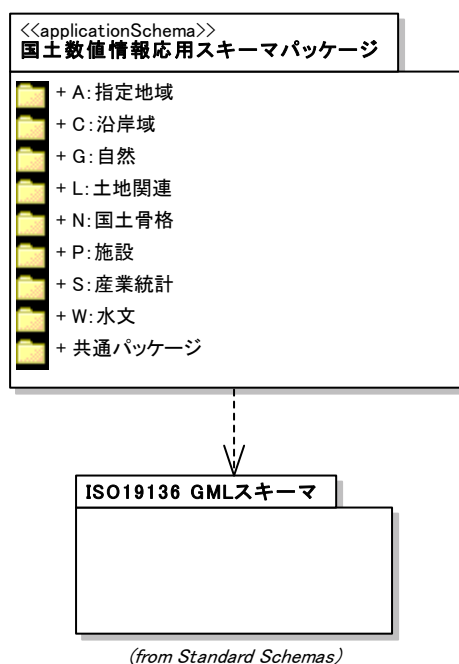 <<applicationSchema>>
国土数値情報応用スキーマパッケージ
+ A:指定地域
+ C:沿岸域
+ G:自然
+ L:土地関連
+ N:国土骨格
+ P:施設
+ S:産業統計
+ W:水文
+ 共通パッケージ
ISO19136 GMLスキーマ
(from Standard Schemas)